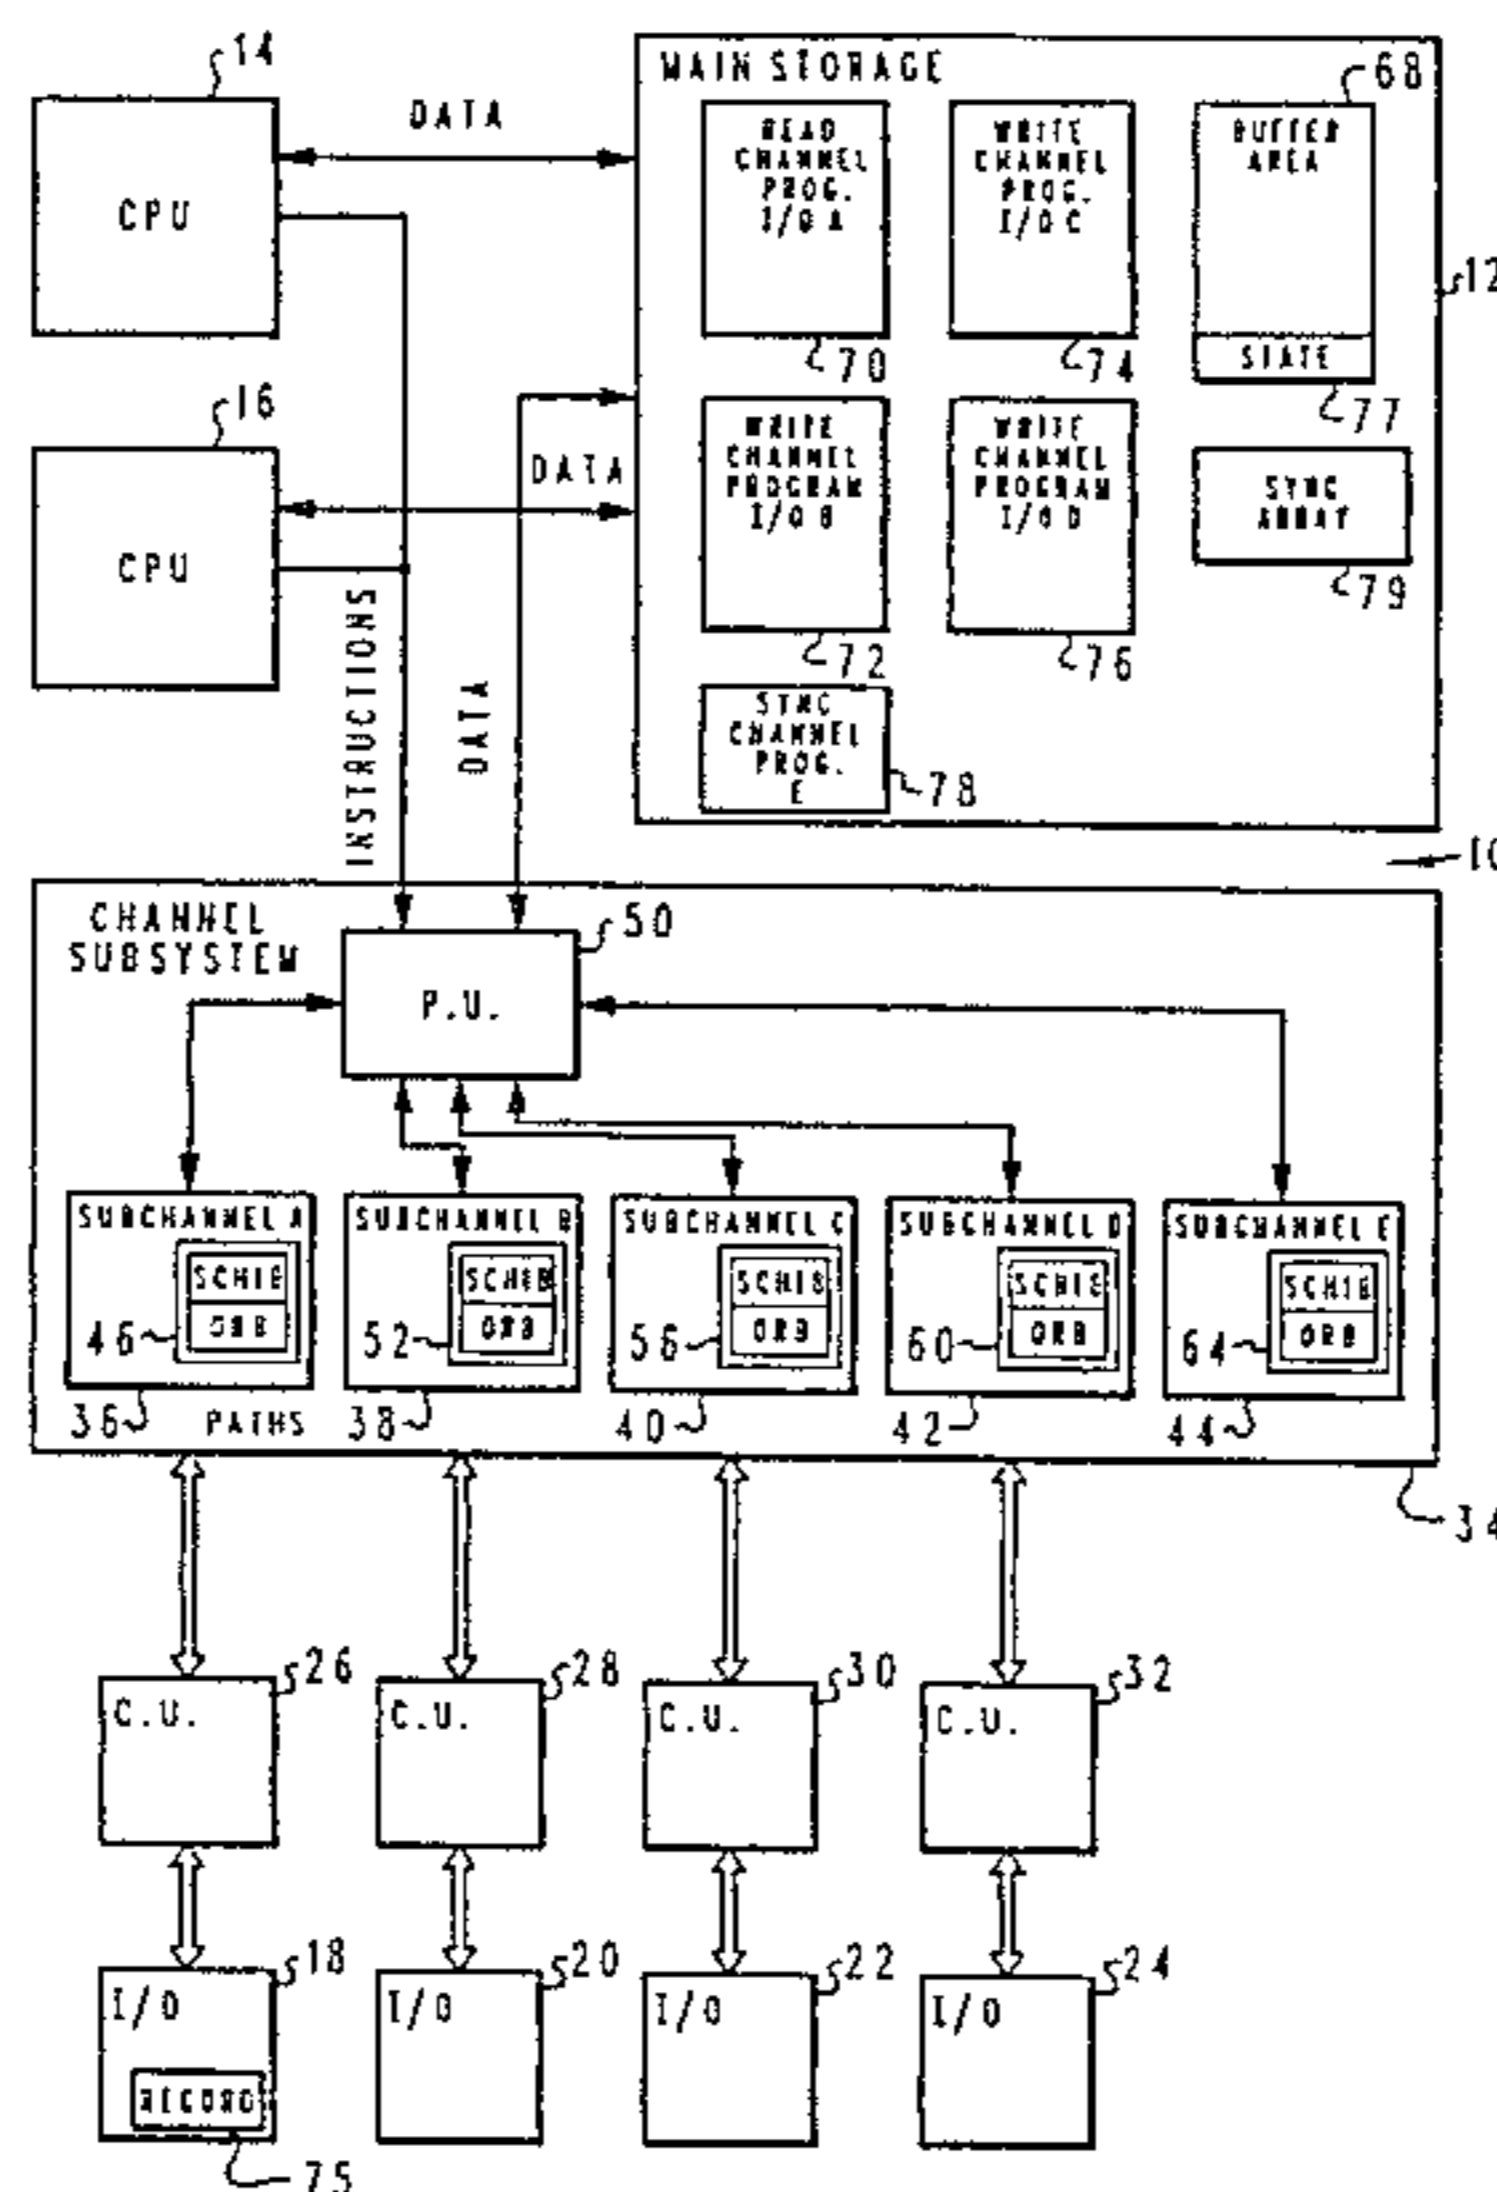 14
MAIN STORAGE
68
DATA
READ
CHANNEL
PROG.
I/O A
WRITE
CHANNEL
PROG.
I/O C
BUFFER
AREA
CPU
12
STATE
70
74
77
16
WRITE
CHANNEL
PROGRAM
I/O B
WRITE
CHANNEL
PROGRAM
I/O D
DATA
SYNC
ARRAY
CPU
79
INSTRUCTIONS
DATA
72
76
SYNC
CHANNEL
PROG.
E
78
10
CHANNEL
SUBSYSTEM
50
P.U.
SUBCHANNEL A
SUBCHANNEL B
SUBCHANNEL C
SUBCHANNEL D
SUBCHANNEL E
SCHIB
SCHIB
SCHIB
SCHIB
SCHIB
46
ORB
52
ORB
56
ORB
60
ORB
64
ORB
36
PATHS
38
40
42
44
34
26
28
30
32
C.U.
C.U.
C.U.
C.U.
18
20
22
24
I/O
I/O
I/O
I/O
RECORD
75